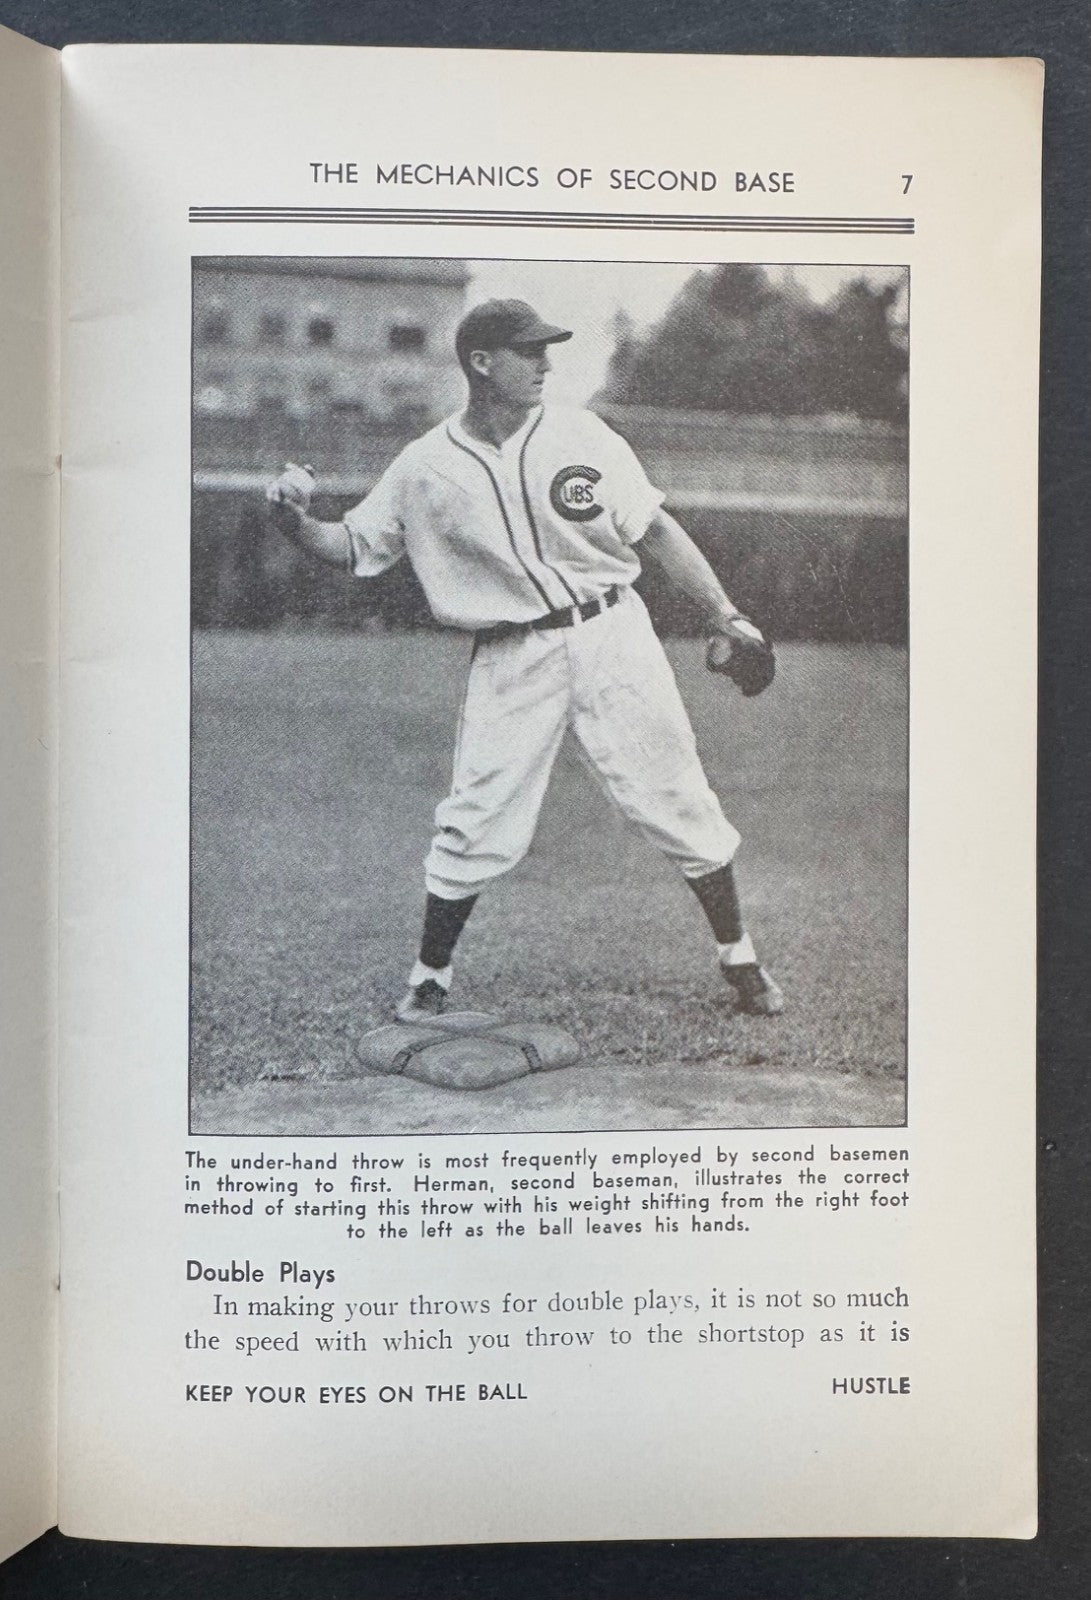 THE MECHANICS OF SECOND BASE 7
CUBS
The under-hand throw is most frequently employed by second basemen
in throwing to first. Herman, second baseman, illustrates the correct
method of starting this throw with his weight shifting from the right foot
to the left as the ball leaves his hands.
Double Plays
In making your throws for double plays, it is not so much
the speed with which you throw to the shortstop as it is
KEEP YOUR EYES ON THE BALL HUSTLE